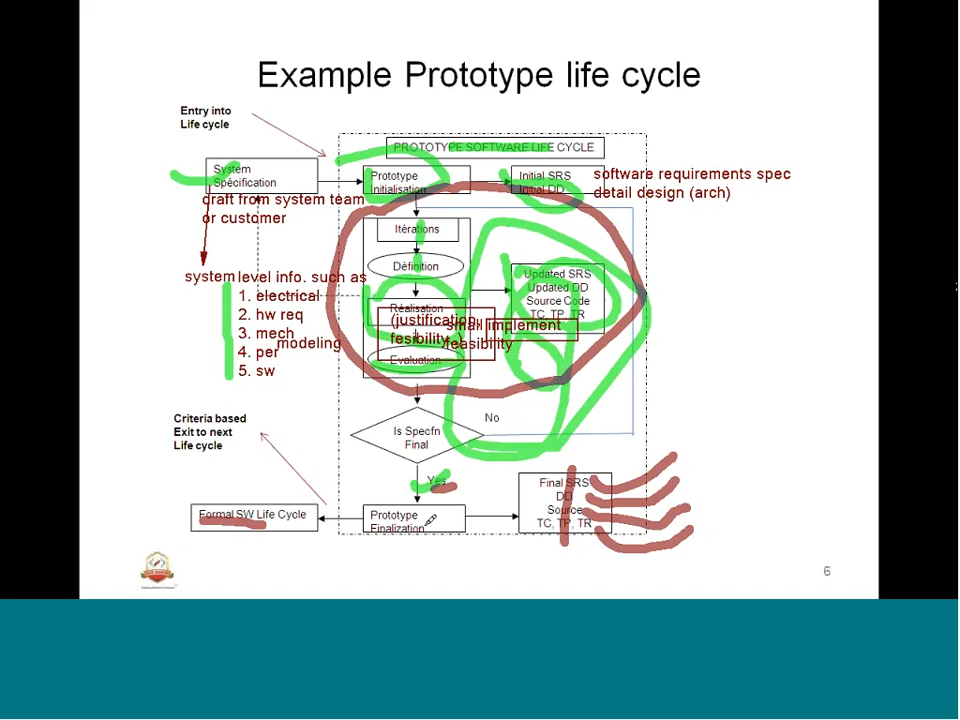 Example Prototype life cycle
Entry into
Life cycle
PROTOTYPE SOFTWARE LIFE CYCLE
System
Spécification
Prototype
Initialisation
Initial SRS
Initial DD
software requirements spec
detail design (arch)
draft from system team
or customer
Itérations
Définition
system level info. such as
1. electrical
2. hw req
3. mech
4. per
modeling
5. sw
Updated SRS
Updated DD
Source Code
TC, TP, TR
Réalisation
(justification,
fesibility )
small implement
feasibility
Evaluation
Criteria based
Exit to next
Life cycle
No
Is Specfn
Final
Yes
Final SRS
DD
Source
TC, TP, TR
Formal SW Life Cycle
Prototype
Finalization
6